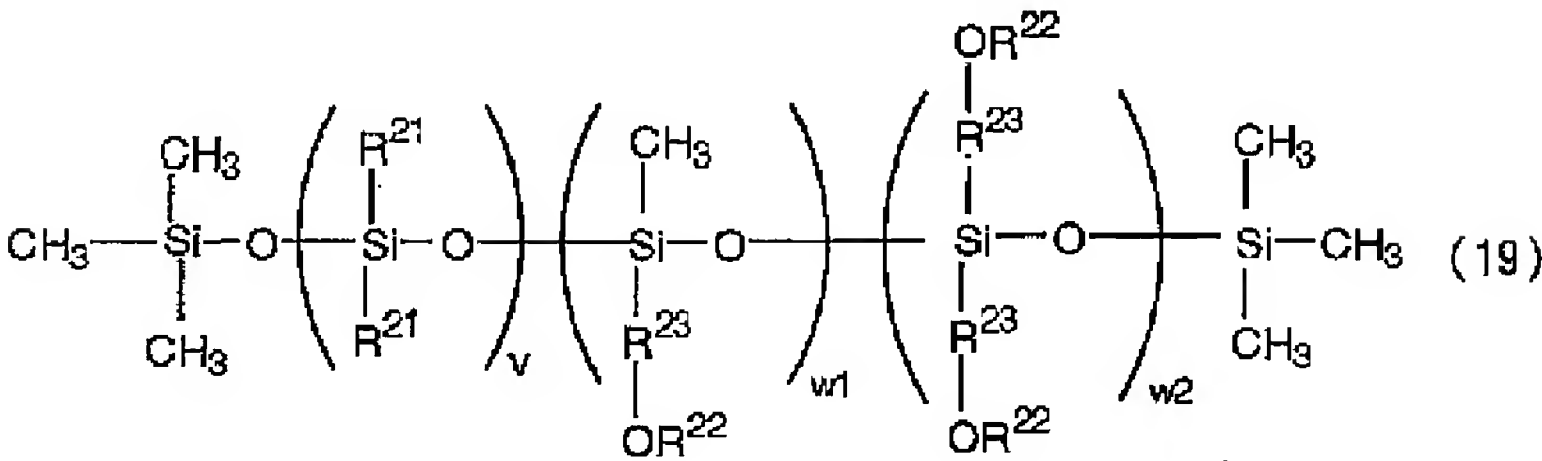 OR²²
CH₃ R²¹ CH₃ R²³ CH₃
CH₃ Si O Si O Si O Si O Si CH₃ (19)
CH₃ R²¹ v R²³ w1 R²³ w2 CH₃
OR²² OR²²